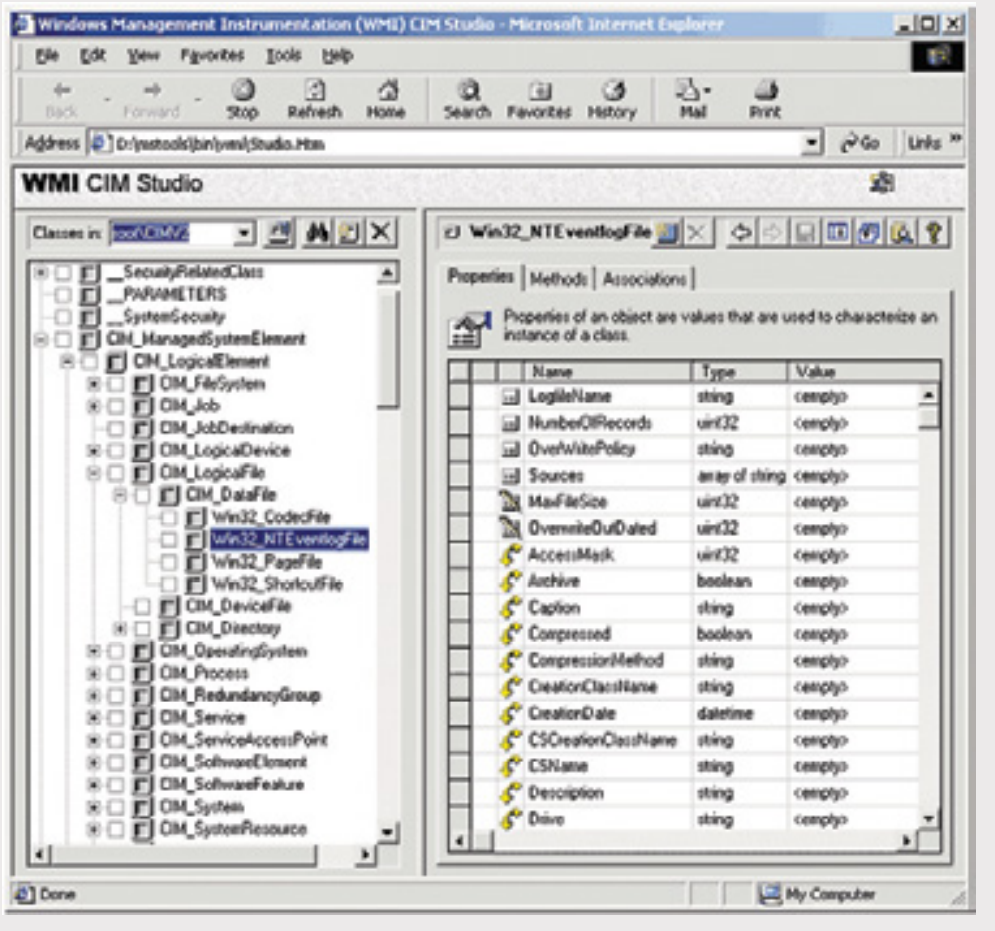 Windows Management Instrumentation (WMI) CIM Studio - Microsoft Internet Explorer
File Edit View Favorites Tools Help
Back Forward Stop Refresh Home Search Favorites History Mail Print
Address D:\mstools\bin\wmi\Studio.Htm Go Links »
WMI CIM Studio
Classes in: root\CIMV2
__SecurityRelatedClass
__PARAMETERS
__SystemSecurity
CIM_ManagedSystemElement
CIM_LogicalElement
CIM_FileSystem
CIM_Job
CIM_JobDestination
CIM_LogicalDevice
CIM_LogicalFile
CIM_DataFile
Win32_CodecFile
Win32_NTEventlogFile
Win32_PageFile
Win32_ShortcutFile
CIM_DeviceFile
CIM_Directory
CIM_OperatingSystem
CIM_Process
CIM_RedundancyGroup
CIM_Service
CIM_ServiceAccessPoint
CIM_SoftwareElement
CIM_SoftwareFeature
CIM_System
CIM_SystemResource
Win32_NTEventlogFile
Properties Methods Associations
Properties of an object are values that are used to characterize an
instance of a class.
Name Type Value
LogfileName string <empty>
NumberOfRecords uint32 <empty>
OverWritePolicy string <empty>
Sources array of string <empty>
MaxFileSize uint32 <empty>
OverwriteOutDated uint32 <empty>
AccessMask uint32 <empty>
Archive boolean <empty>
Caption string <empty>
Compressed boolean <empty>
CompressionMethod string <empty>
CreationClassName string <empty>
CreationDate datetime <empty>
CSCreationClassName string <empty>
CSName string <empty>
Description string <empty>
Drive string <empty>
Done My Computer